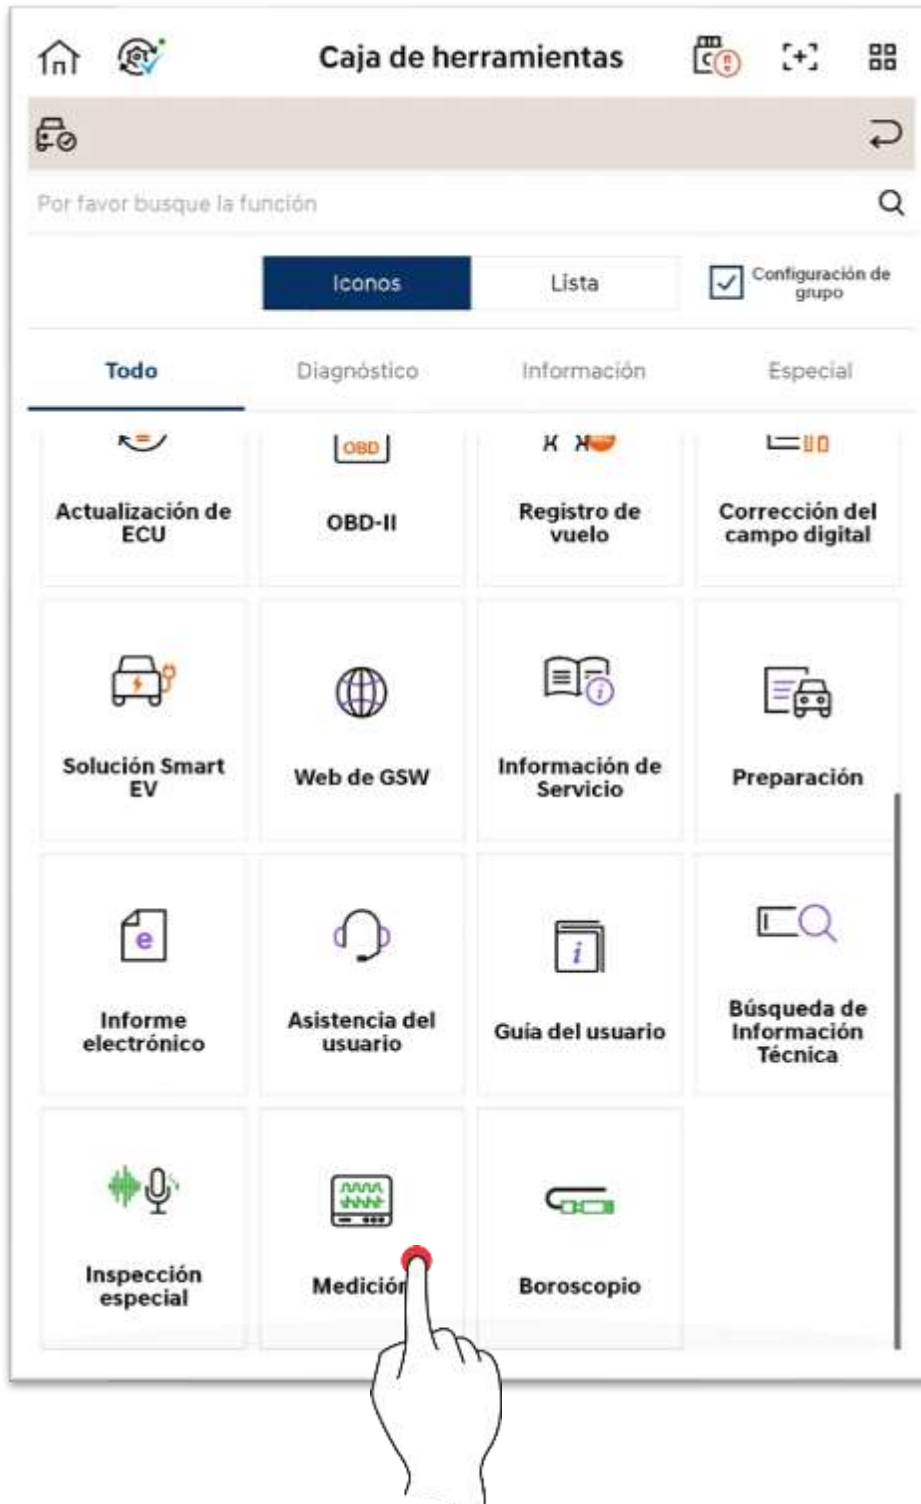 Caja de herramientas
Por favor busque la función
Iconos
Lista
Configuración de
grupo
Todo
Diagnóstico
Información
Especial
OBD
Actualización de
ECU
OBD-II
Registro de
vuelo
Corrección del
campo digital
Solución Smart
EV
Web de GSW
Información de
Servicio
Preparación
Informe
electrónico
Asistencia del
usuario
Guía del usuario
Búsqueda de
Información
Técnica
Inspección
especial
Medición
Boroscopio